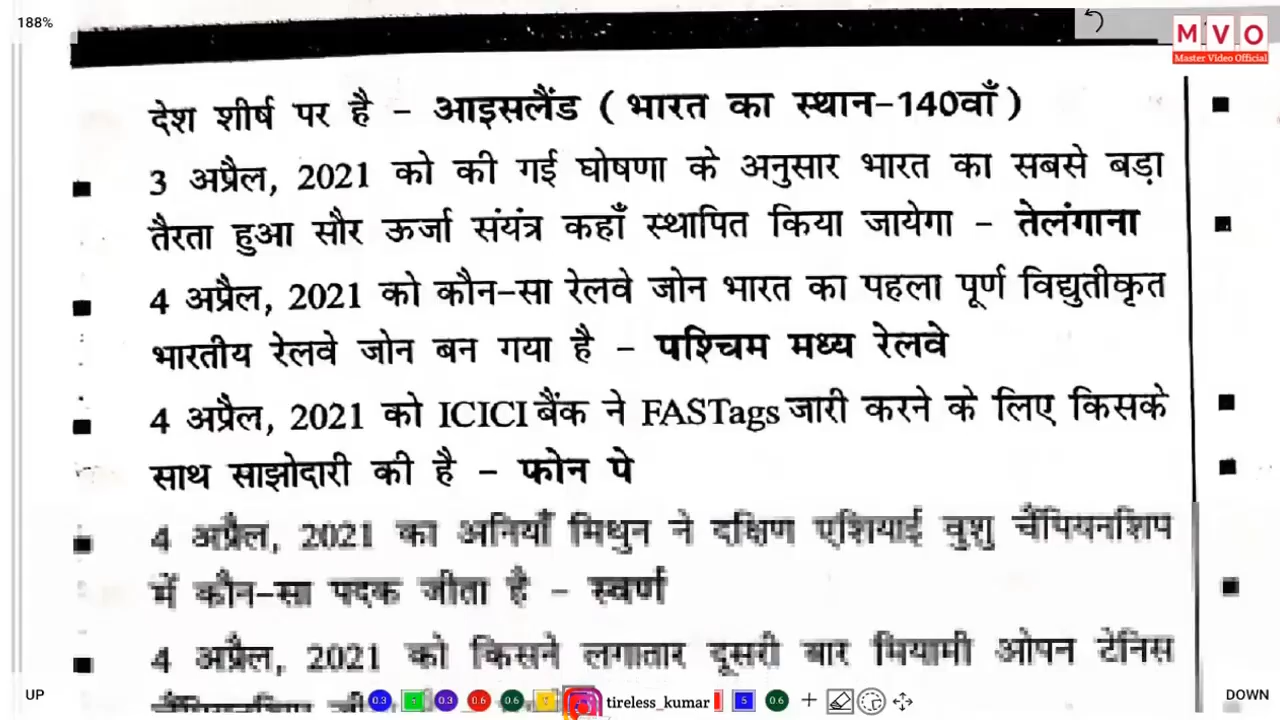 188%
MVO
Master Video Official
देश शीर्ष पर है - आइसलैंड ( भारत का स्थान-140वाँ )
3 अप्रैल, 2021 को की गई घोषणा के अनुसार भारत का सबसे बड़ा
तैरता हुआ सौर ऊर्जा संयंत्र कहाँ स्थापित किया जायेगा - तेलंगाना
4 अप्रैल, 2021 को कौन-सा रेलवे जोन भारत का पहला पूर्ण विद्युतीकृत
भारतीय रेलवे जोन बन गया है - पश्चिम मध्य रेलवे
4 अप्रैल, 2021 को ICICI बैंक ने FASTags जारी करने के लिए किसके
साथ साझोदारी की है - फोन पे
4 अप्रैल, 2021 का अनियाँ मिथुन ने दक्षिण एशियाई वुशु चैंपियनशिप
में कौन-सा पदक जीता है - स्वर्ण
4 अप्रैल, 2021 को किसने लगातार दूसरी बार मियामी ओपन टेनिस
UP
0.3
0.3
0.6
0.6
tireless_kumar
5
0.6
DOWN